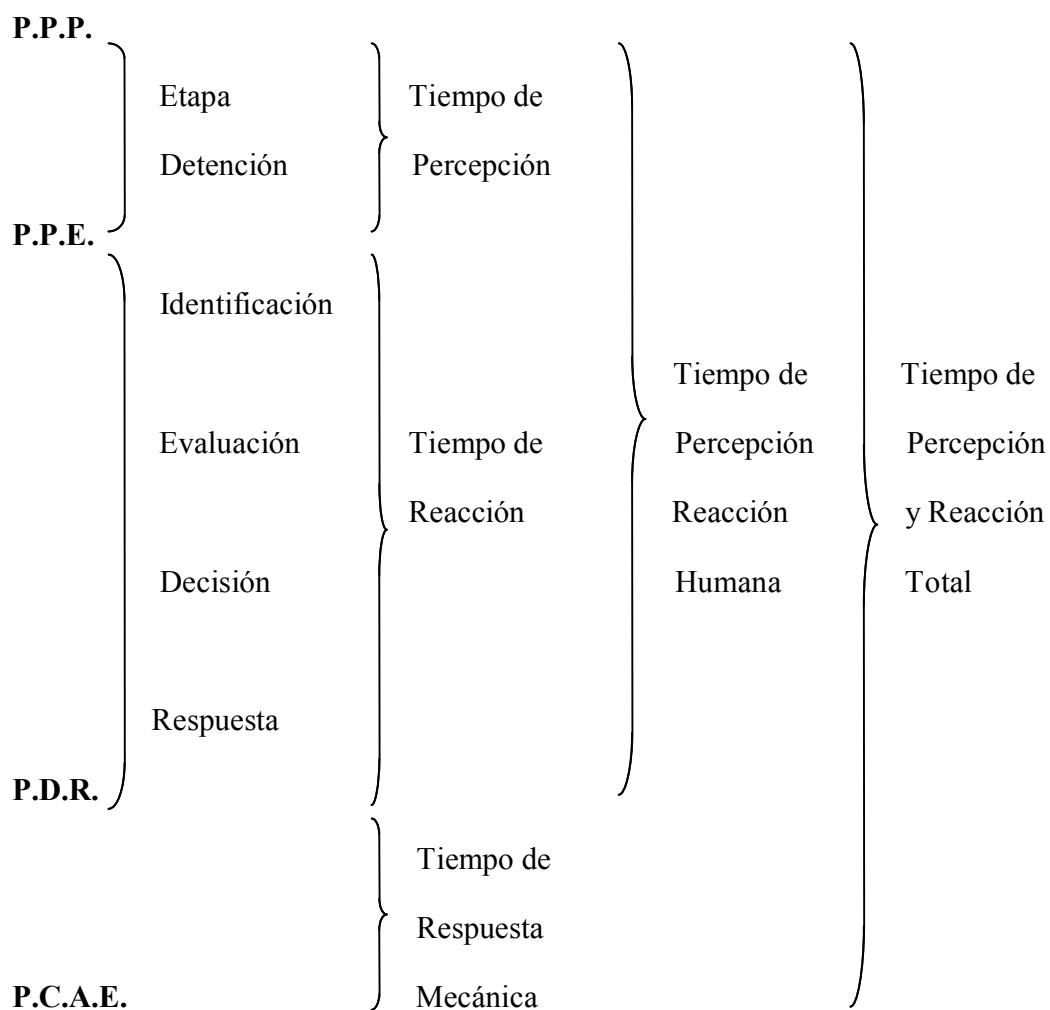 P.P.P.
Etapa
Detención
Tiempo de
Percepción
P.P.E.
Identificación
Evaluación
Decisión
Respuesta
Tiempo de
Reacción
Tiempo de
Percepción
Reacción
Humana
Tiempo de
Percepción
y Reacción
Total
P.D.R.
Tiempo de
Respuesta
Mecánica
P.C.A.E.